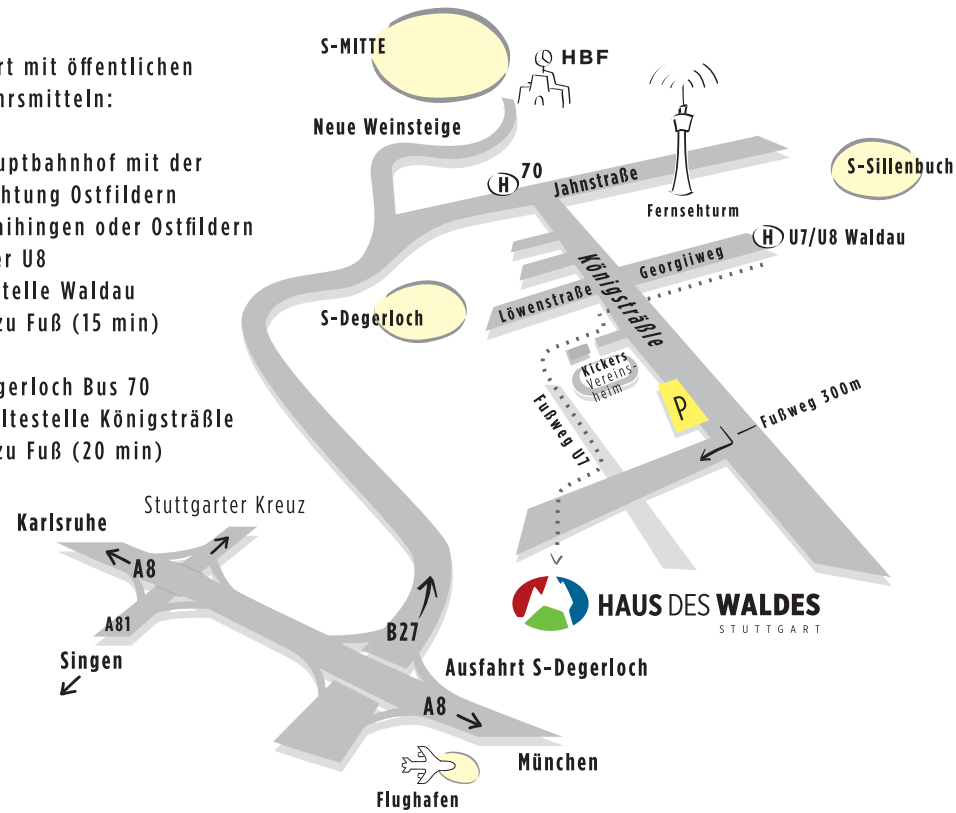 rt mit öffentlichen
hrsmitteln:
uptbahnhof mit der
htung Ostfildern
aihingen oder Ostfildern
er U8
stelle Waldau
zu Fuß (15 min)
gerloch Bus 70
ltestelle Königsträßle
zu Fuß (20 min)
S-MITTE
HBF
Neue Weinsteige
H 70
Jahnstraße
Fernsehturm
S-Sillenbuch
H U7/U8 Waldau
Georgiiweg
Löwenstraße
Königsträßle
S-Degerloch
Kickers
Vereins-
heim
P
Fußweg 300m
Fußweg U7
Stuttgarter Kreuz
Karlsruhe
A8
A81
Singen
B27
HAUS DES WALDES
STUTTGART
Ausfahrt S-Degerloch
A8
München
Flughafen